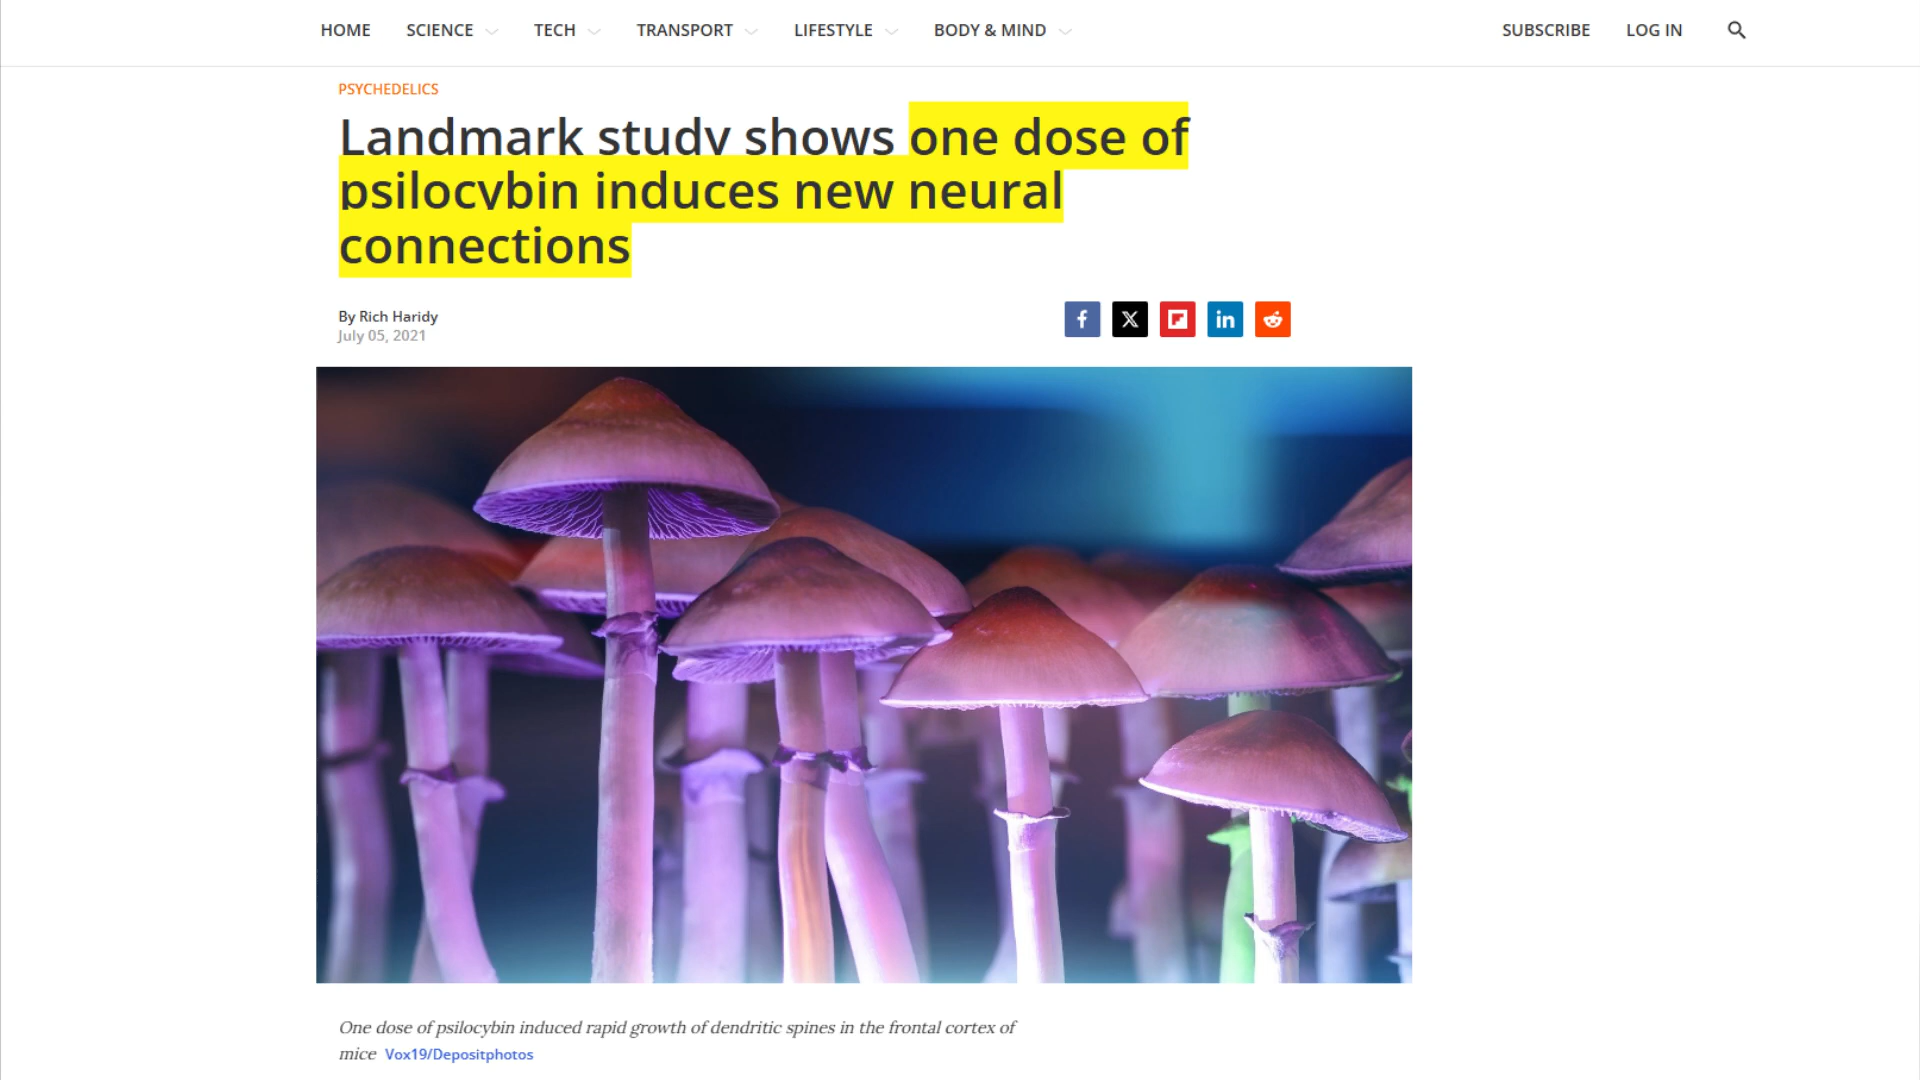 HOME SCIENCE TECH TRANSPORT LIFESTYLE BODY & MIND SUBSCRIBE LOG IN
PSYCHEDELICS
Landmark study shows one dose of
psilocybin induces new neural
connections
By Rich Haridy
July 05, 2021
One dose of psilocybin induced rapid growth of dendritic spines in the frontal cortex of
mice Vox19/Depositphotos